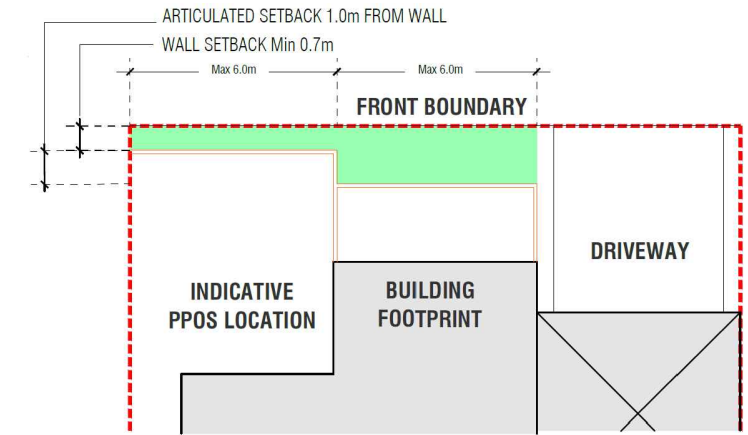 ARTICULATED SETBACK 1.0m FROM WALL
WALL SETBACK Min 0.7m
Max 6.0m
Max 6.0m
FRONT BOUNDARY
DRIVEWAY
INDICATIVE
PPOS LOCATION
BUILDING
FOOTPRINT